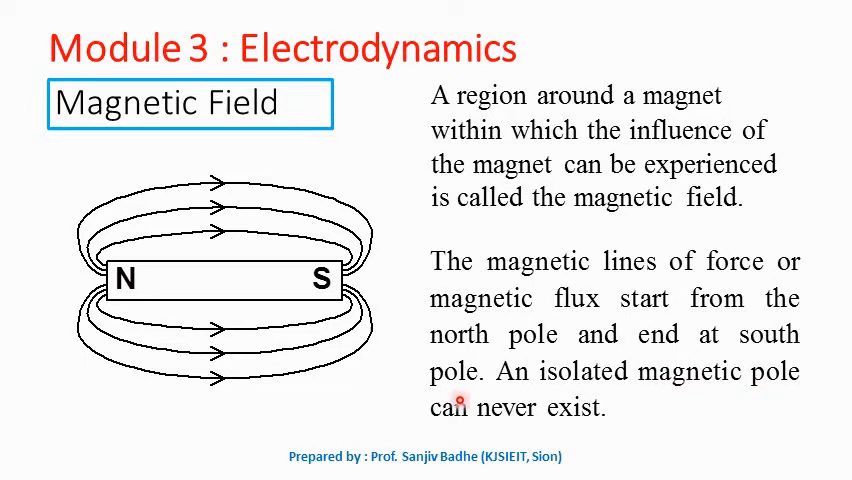 Module 3 : Electrodynamics
Magnetic Field
A region around a magnet
within which the influence of
the magnet can be experienced
is called the magnetic field.
N
S
The magnetic lines of force or
magnetic flux start from the
north pole and end at south
pole. An isolated magnetic pole
can never exist.
Prepared by : Prof. Sanjiv Badhe (KJSIEIT, Sion)